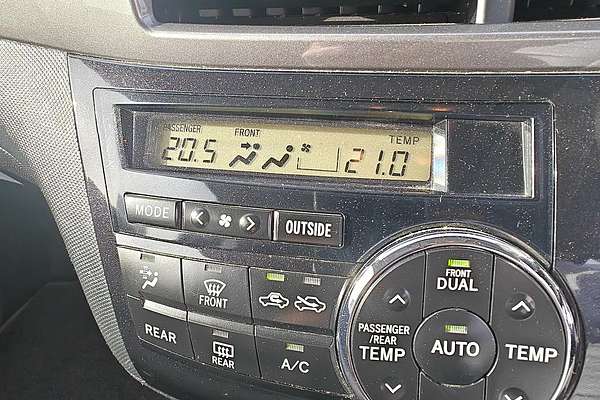 PASSENGER FRONT TEMP
20.5 21.0
MODE OUTSIDE
FRONT
FRONT
DUAL
REAR
REAR
A/C
PASSENGER
/REAR
TEMP
AUTO
TEMP